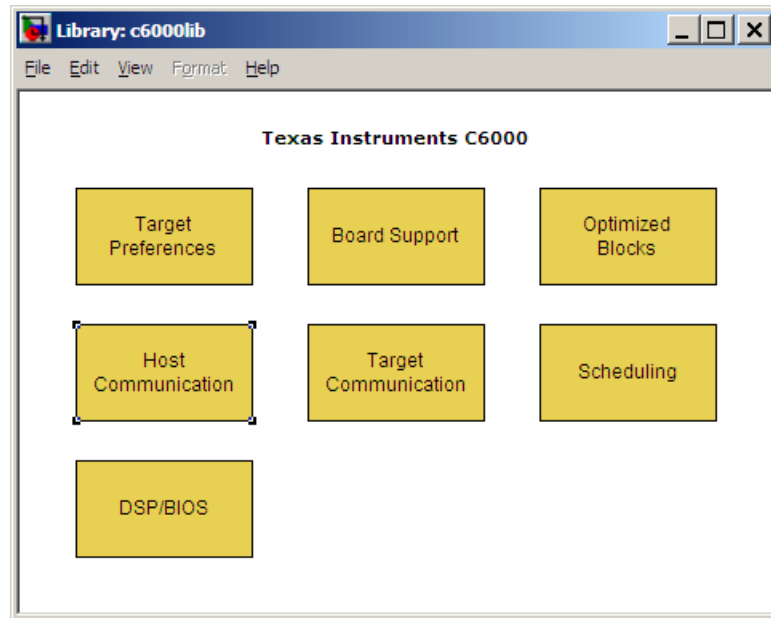 Library: c6000lib
File Edit View Format Help
Texas Instruments C6000
Target
Preferences
Board Support
Optimized
Blocks
Host
Communication
Target
Communication
Scheduling
DSP/BIOS